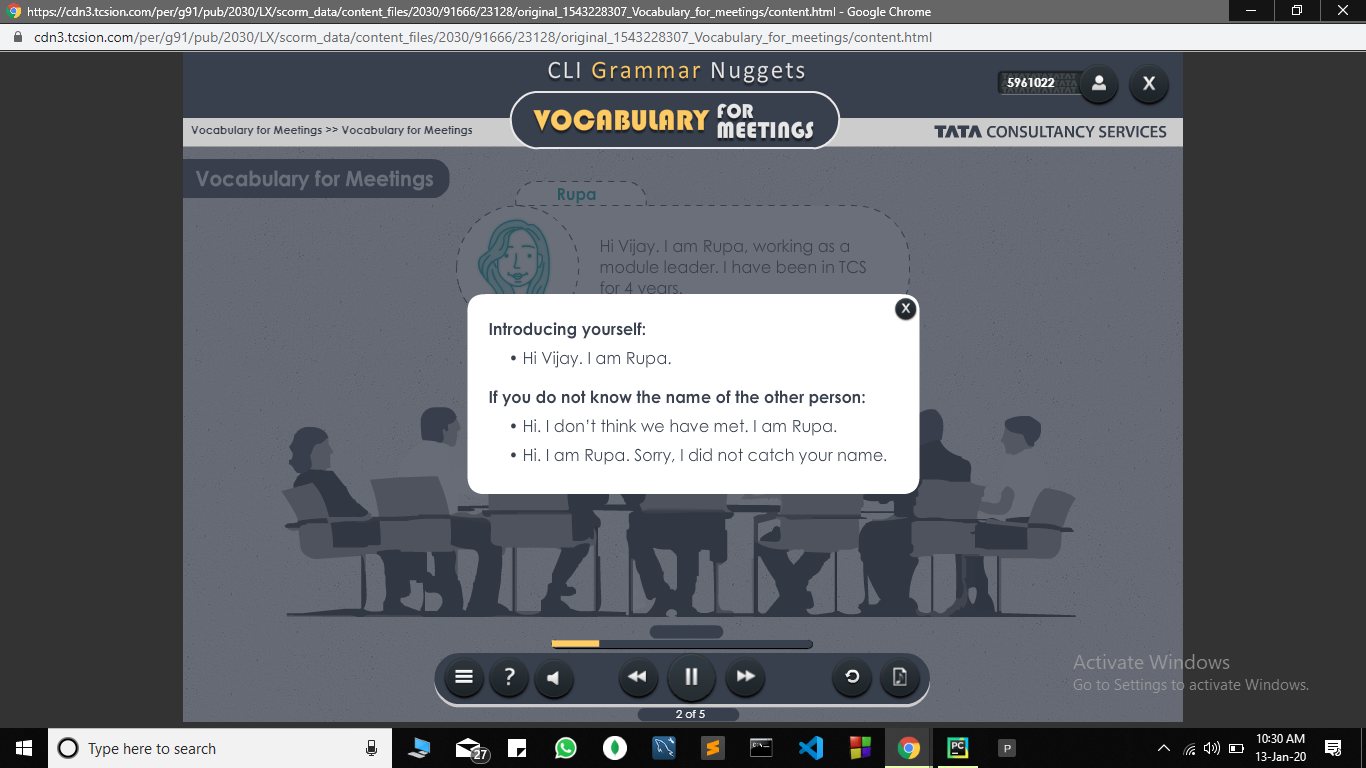 https://cdn3.tcsion.com/per/g91/pub/2030/LX/scorm_data/content_files/2030/91666/23128/original_1543228307_Vocabulary_for_meetings/content.html - Google Chrome
cdn3.tcsion.com/per/g91/pub/2030/LX/scorm_data/content_files/2030/91666/23128/original_1543228307_Vocabulary_for_meetings/content.html
CLI Grammar Nuggets
5961022
X
VOCABULARY FOR MEETINGS
Vocabulary for Meetings >> Vocabulary for Meetings
TATA CONSULTANCY SERVICES
Vocabulary for Meetings
Rupa
Hi Vijay. I am Rupa, working as a
module leader. I have been in TCS
for 4 years.
X
Introducing yourself:
• Hi Vijay. I am Rupa.
If you do not know the name of the other person:
• Hi. I don't think we have met. I am Rupa.
• Hi. I am Rupa. Sorry, I did not catch your name.
?
2 of 5
Activate Windows
Go to Settings to activate Windows.
Type here to search
27
PC
P
10:30 AM
13-Jan-20